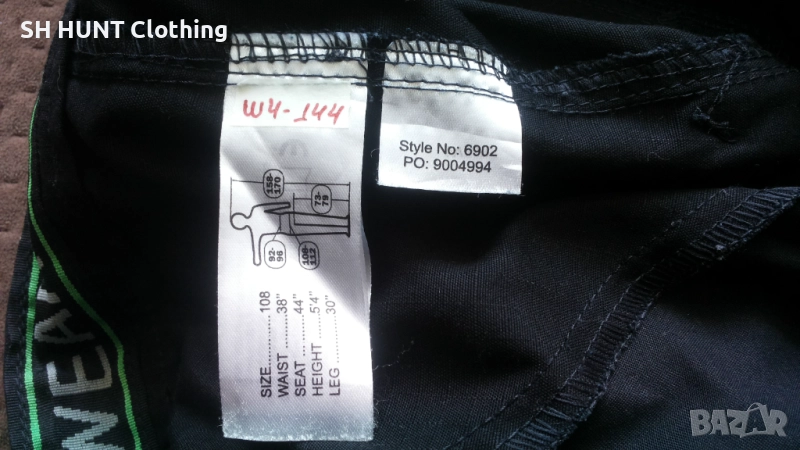 SH HUNT Clothing
W4-144
158-
170
73-
79
92-
96
108-
112
SIZE..........108
WAIST ........38"
SEAT ... ......44"
HEIGHT .....5'4"
LEG ...........30"
Style No: 6902
PO: 9004994
WEAR
BAZAR